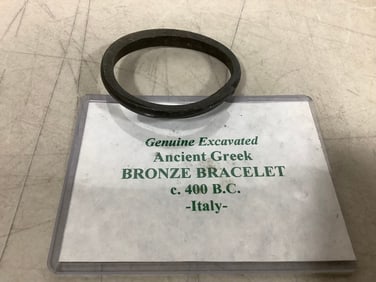 Genuine Excavated
Ancient Greek
BRONZE BRACELET
c. 400 B.C.
-Italy-